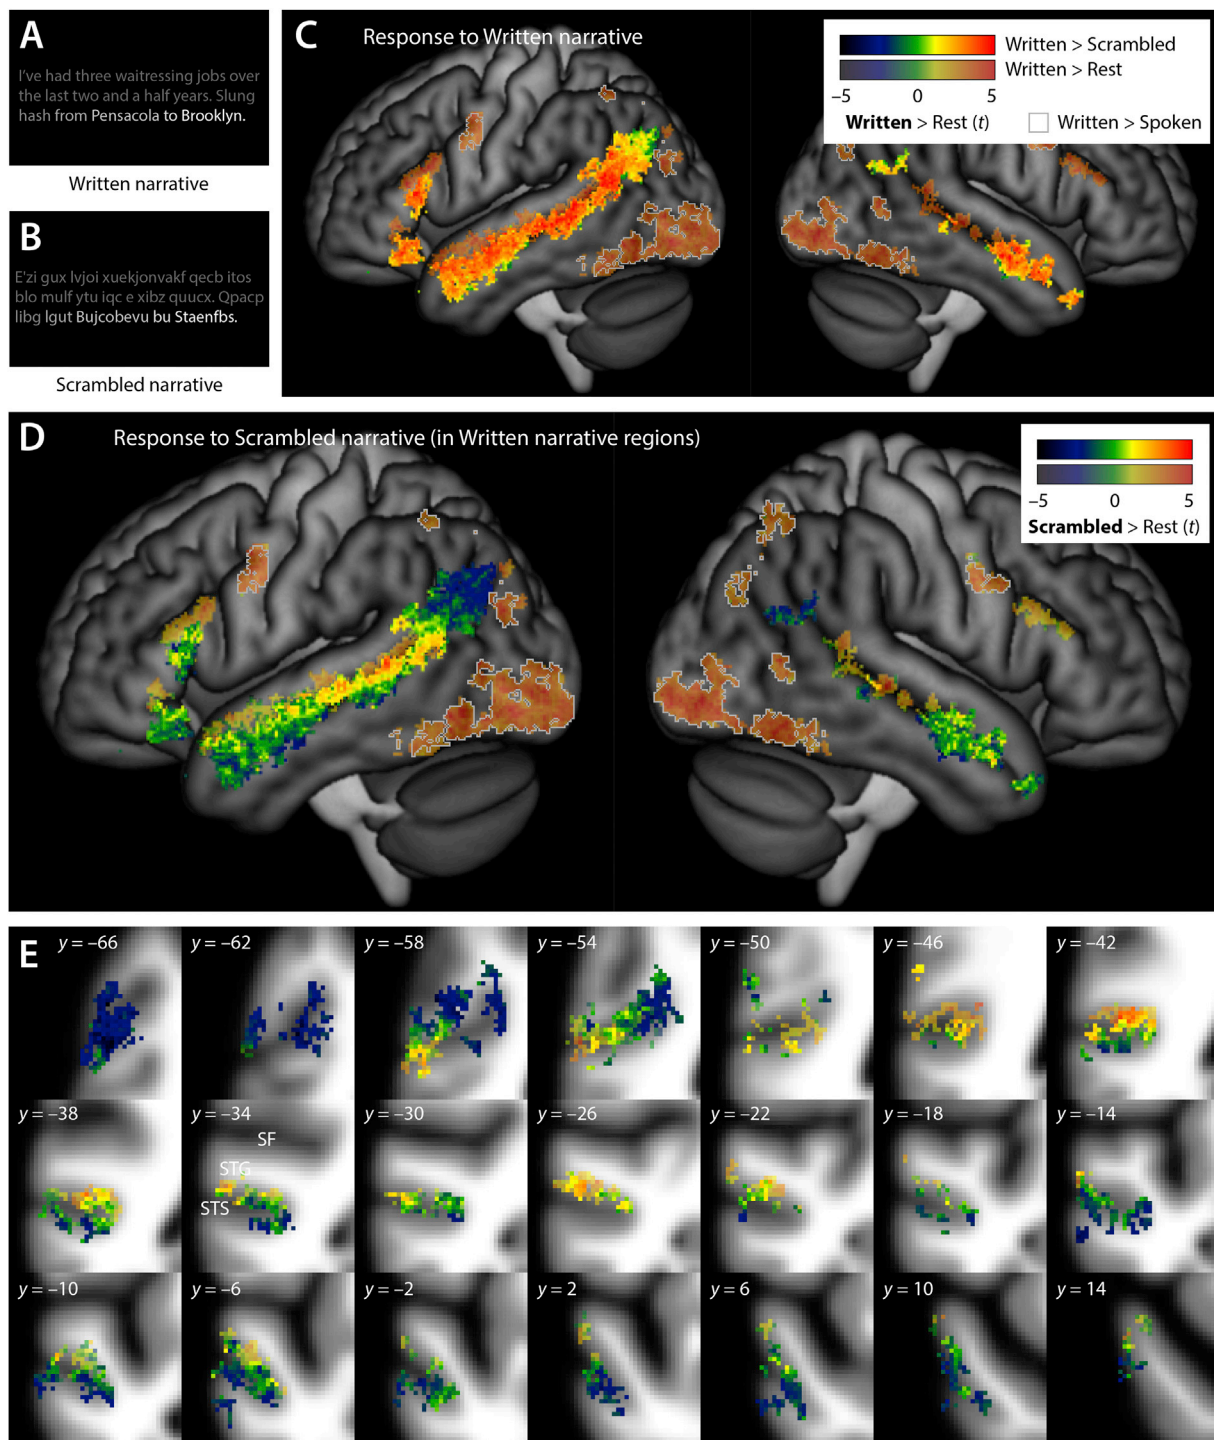 A
I've had three waitressing jobs over
the last two and a half years. Slung
hash from Pensacola to Brooklyn.
Written narrative
B
E'zi gux lvjoi xuekjonvakf qecb itos
blo mulf ytu iqc e xibz quucx. Qpacp
libg lgut Bujcobevu bu Staenfbs.
Scrambled narrative
C
Response to Written narrative
Written > Scrambled
Written > Rest
−5 0 5
Written > Rest (t)
Written > Spoken
D
Response to Scrambled narrative (in Written narrative regions)
−5 0 5
Scrambled > Rest (t)
E
y = −66
y = −62
y = −58
y = −54
y = −50
y = −46
y = −42
y = −38
y = −34
SF
STG
STS
y = −30
y = −26
y = −22
y = −18
y = −14
y = −10
y = −6
y = −2
y = 2
y = 6
y = 10
y = 14